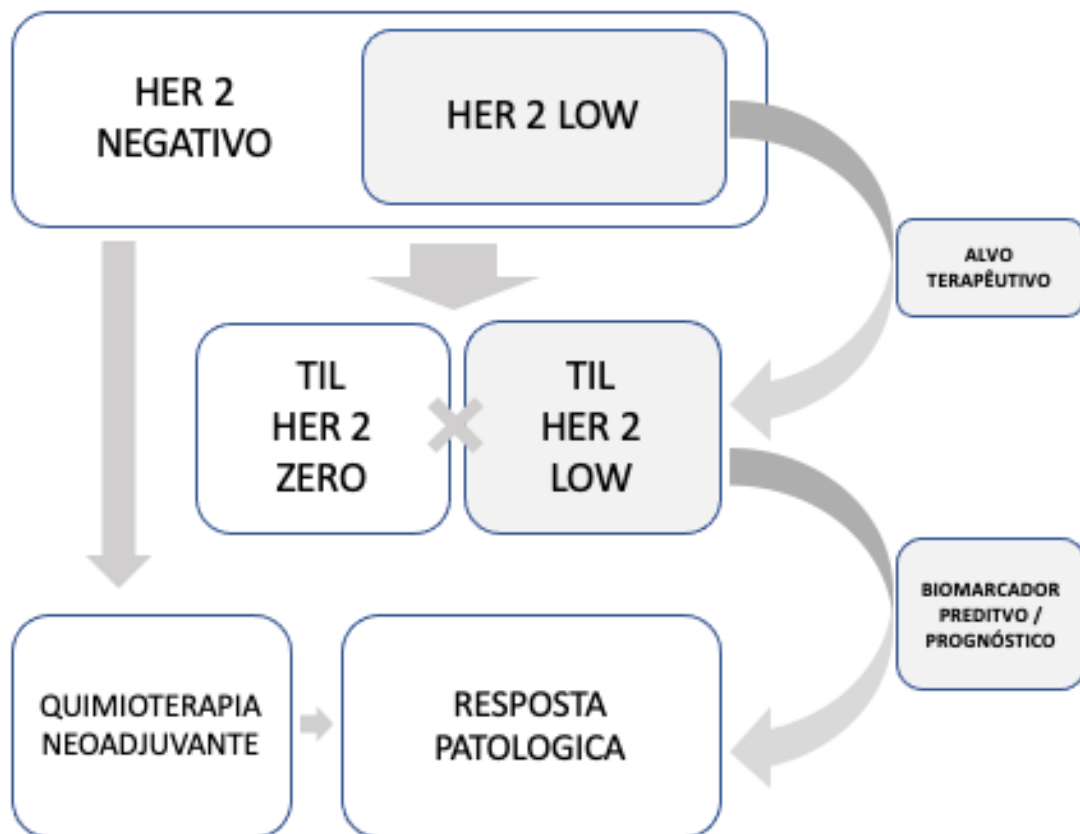 HER 2
NEGATIVO
HER 2 LOW
ALVO
TERAPÊUTIVO
TIL
HER 2
ZERO
TIL
HER 2
LOW
BIOMARCADOR
PREDITVO /
PROGNÓSTICO
QUIMIOTERAPIA
NEOADJUVANTE
RESPOSTA
PATOLOGICA